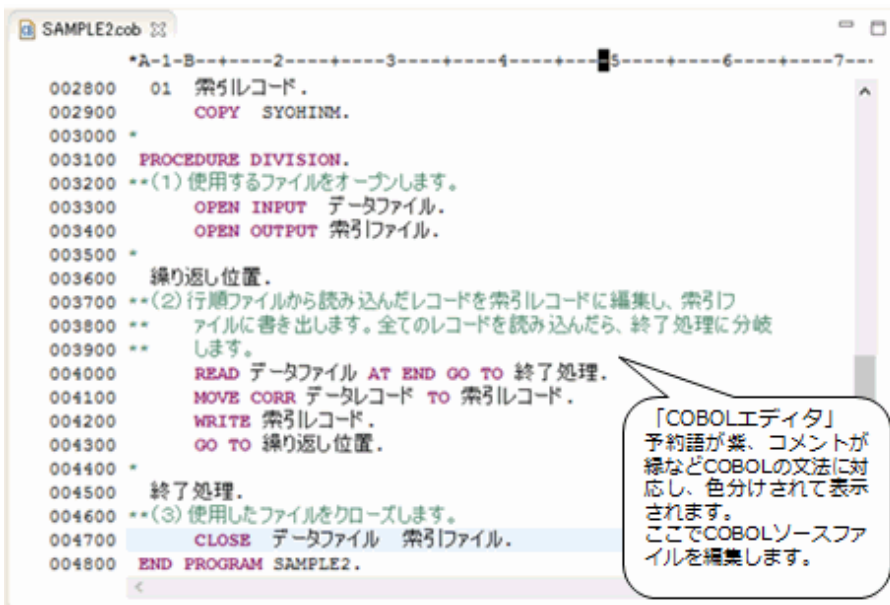 SAMPLE2.cob
*A-1-B--+----2----+----3----+----4----+---5----+----6----+----7---
002800 01 索引レコード.
002900 COPY SYOHINM.
003000 *
003100 PROCEDURE DIVISION.
003200 **(1)使用するファイルをオープンします。
003300 OPEN INPUT データファイル.
003400 OPEN OUTPUT 索引ファイル.
003500 *
003600 繰り返し位置.
003700 **(2)行順ファイルから読み込んだレコードを索引レコードに編集し、索引フ
003800 ** ァイルに書き出します。全てのレコードを読み込んだら、終了処理に分岐
003900 ** します。
004000 READ データファイル AT END GO TO 終了処理.
004100 MOVE CORR データレコード TO 索引レコード.
004200 WRITE 索引レコード.
004300 GO TO 繰り返し位置.
004400 *
004500 終了処理.
004600 **(3)使用したファイルをクローズします。
004700 CLOSE データファイル 索引ファイル.
004800 END PROGRAM SAMPLE2.
「COBOLエディタ」
予約語が紫、コメントが
緑などCOBOLの文法に対
応し、色分けされて表示
されます。
ここでCOBOLソースファ
イルを編集します。